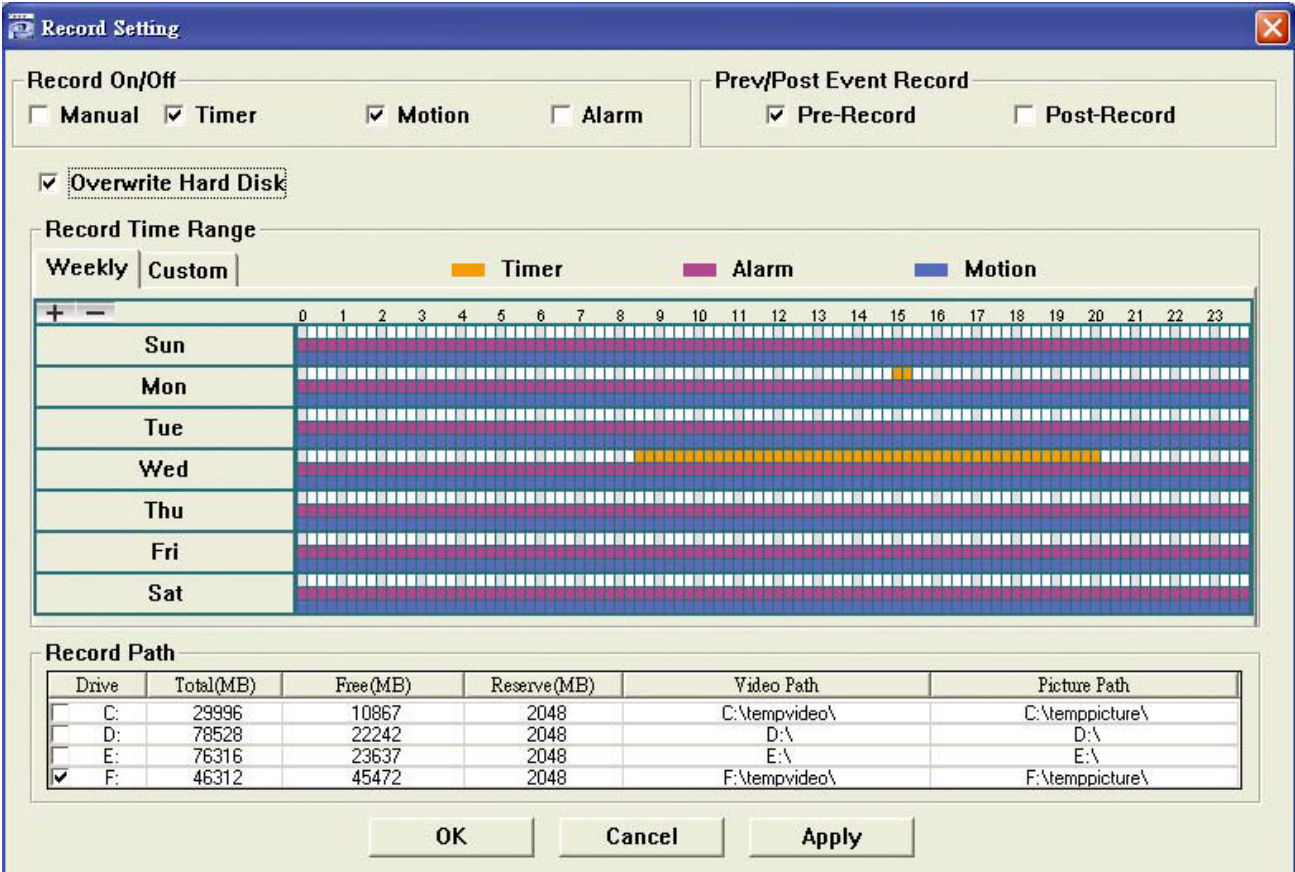 Record Setting
Record On/Off
Prev/Post Event Record
Manual Timer Motion Alarm
Pre-Record Post-Record
Overwrite Hard Disk
Record Time Range
Weekly Custom Timer Alarm Motion
+ − 0 1 2 3 4 5 6 7 8 9 10 11 12 13 14 15 16 17 18 19 20 21 22 23
Sun
Mon
Tue
Wed
Thu
Fri
Sat
Record Path
Drive Total(MB) Free(MB) Reserve(MB) Video Path Picture Path
C: 29996 10867 2048 C:\tempvideo\ C:\temppicture\
D: 78528 22242 2048 D:\ D:\
E: 76316 23637 2048 E:\ E:\
F: 46312 45472 2048 F:\tempvideo\ F:\temppicture\
OK Cancel Apply